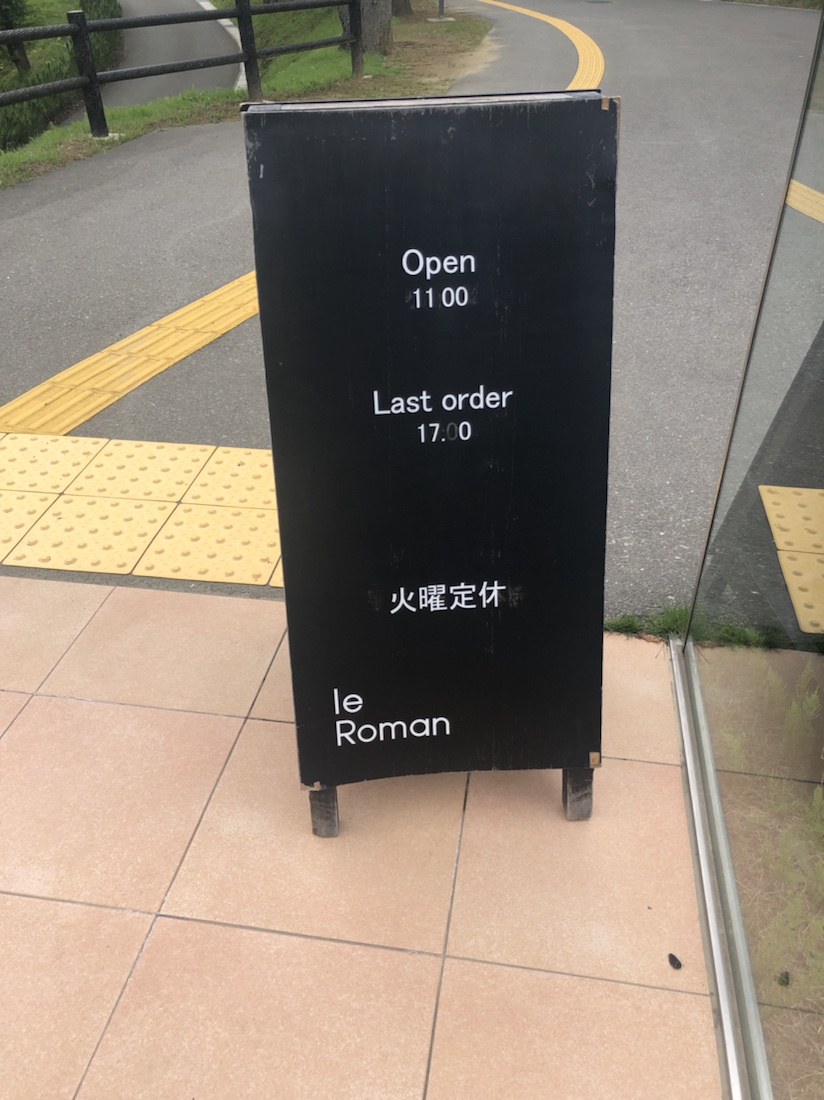 Open
11:00
Last order
17:00
火曜定休
le
Roman